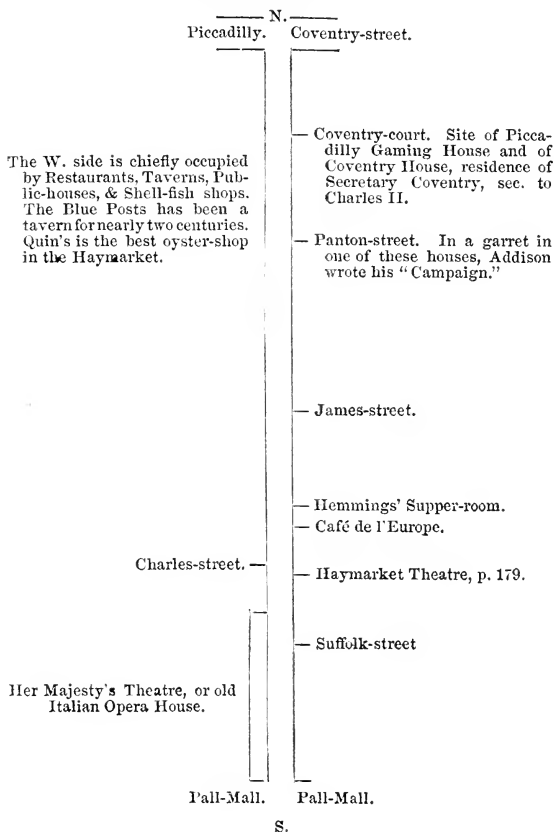 N.
Piccadilly. Coventry-street.
Coventry-court. Site of Picca-
dilly Gaming House and of
Coventry House, residence of
Secretary Coventry, sec. to
Charles II.
The W. side is chiefly occupied
by Restaurants, Taverns, Pub-
lic-houses, & Shell-fish shops.
The Blue Posts has been a
tavern for nearly two centuries.
Quin's is the best oyster-shop
in the Haymarket.
Panton-street. In a garret in
one of these houses, Addison
wrote his "Campaign."
James-street.
Hemmings' Supper-room.
Café de l'Europe.
Charles-street.
Haymarket Theatre, p. 179.
Suffolk-street
Her Majesty's Theatre, or old
Italian Opera House.
Pall-Mall. Pall-Mall.
S.